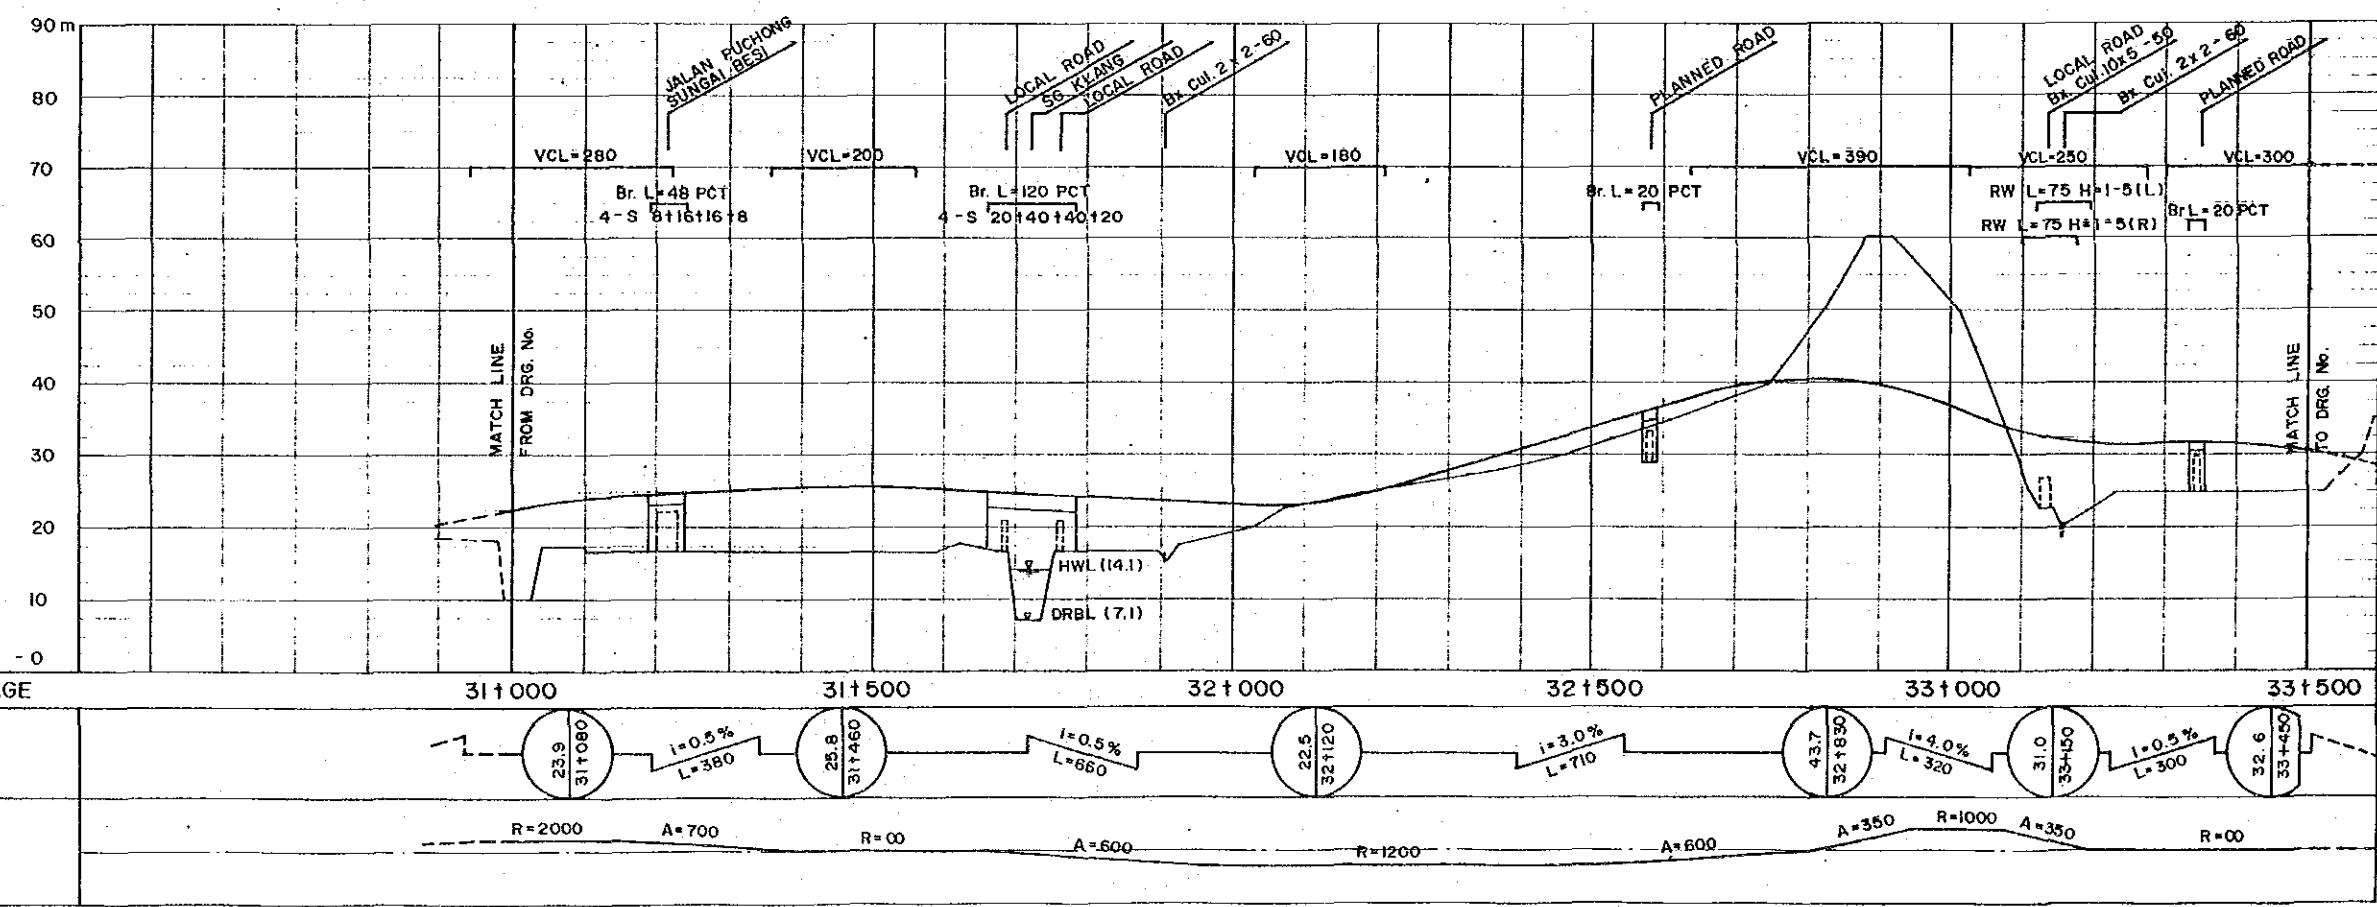 90 m
80
70
60
50
40
30
20
10
- 0
JALAN PUCHONG
SUNGAI BESI
LOCAL ROAD
SG KLANG
LOCAL ROAD
Bx Cul. 2 x 2-60
PLANNED ROAD
LOCAL ROAD
Bx Cul. 10x5-50
Bx Cul. 2 x 2-60
PLANNED ROAD
VCL=280
VCL=200
VCL=180
VCL=390
VCL=250
VCL=300
Br. L=48 PCT
4-S 8+16+16+8
Br. L=120 PCT
4-S 20+40+40+20
Br. L=20 PCT
RW L=75 H=1-5(L)
RW L=75 H=1-5(R)
Br L=20 PCT
MATCH LINE
FROM DRG. No.
MATCH LINE
TO DRG. No.
HWL (14.1)
DRBL (7.1)
GE
31+000
31+500
32+000
32+500
33+000
33+500
23.9
31+080
i=0.5%
L=380
25.8
31+460
i=0.5%
L=660
22.5
32+120
i=3.0%
L=710
43.7
32+830
i=4.0%
L=320
31.0
33+150
i=0.5%
L=300
32.6
33+450
R=2000
A=700
R=∞
A=600
R=1200
A=600
A=350
R=1000
A=350
R=∞